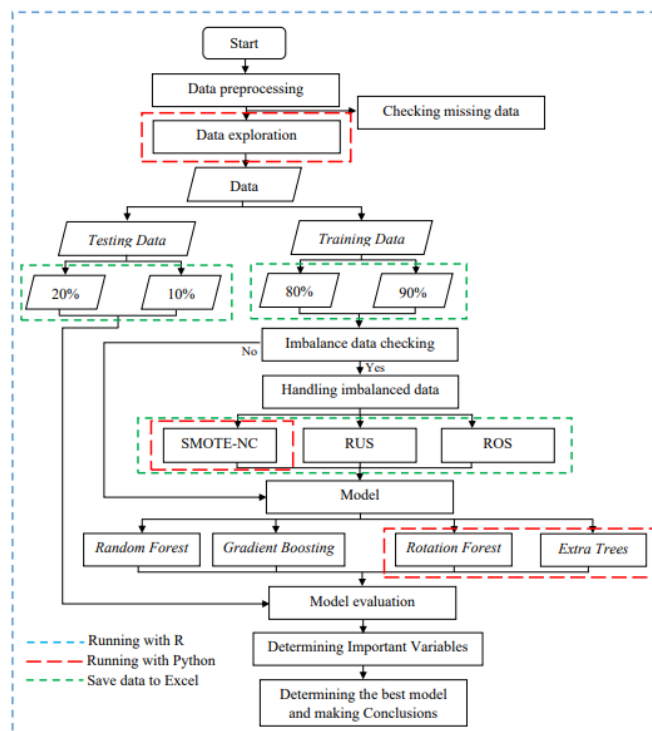 Start
Data preprocessing
Checking missing data
Data exploration
Data
Testing Data
Training Data
20%
10%
80%
90%
No
Imbalance data checking
Yes
Handling imbalanced data
SMOTE-NC
RUS
ROS
Model
Random Forest
Gradient Boosting
Rotation Forest
Extra Trees
Model evaluation
Running with R
Running with Python
Save data to Excel
Determining Important Variables
Determining the best model
and making Conclusions